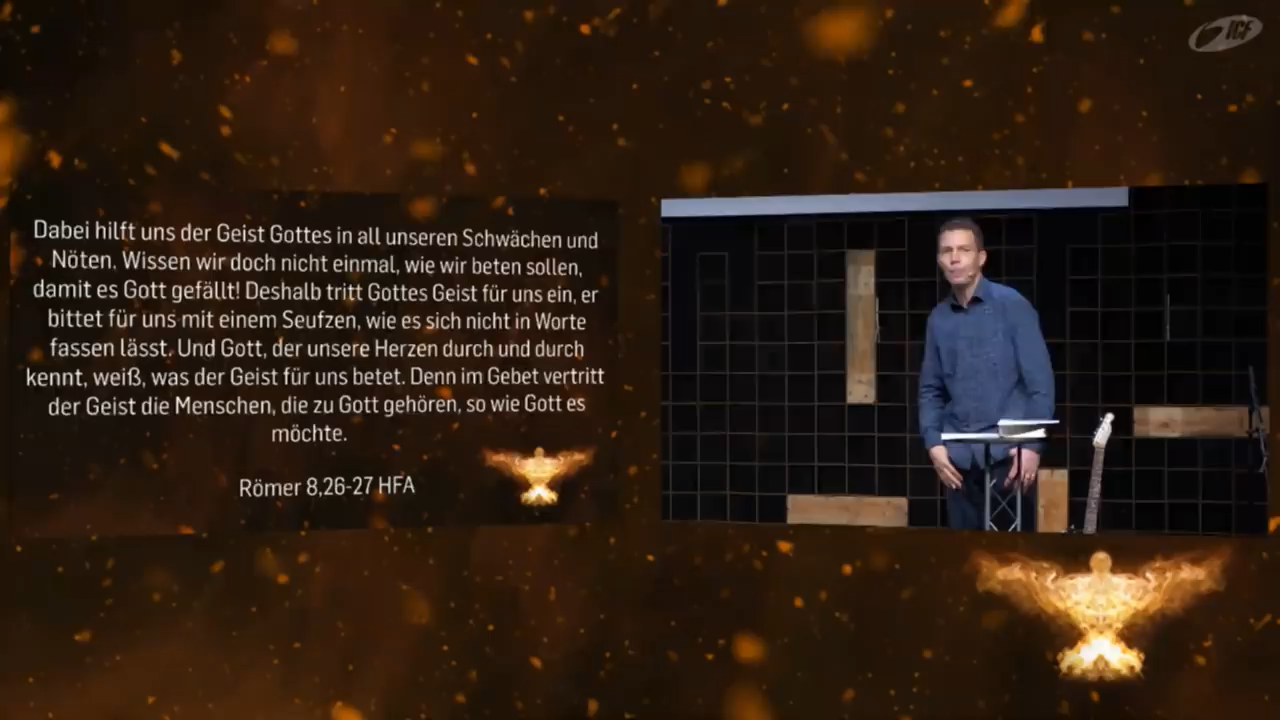 ICF
Dabei hilft uns der Geist Gottes in all unseren Schwächen und
Nöten. Wissen wir doch nicht einmal, wie wir beten sollen,
damit es Gott gefällt! Deshalb tritt Gottes Geist für uns ein, er
bittet für uns mit einem Seufzen, wie es sich nicht in Worte
fassen lässt. Und Gott, der unsere Herzen durch und durch
kennt, weiß, was der Geist für uns betet. Denn im Gebet vertritt
der Geist die Menschen, die zu Gott gehören, so wie Gott es
möchte.
Römer 8,26-27 HFA